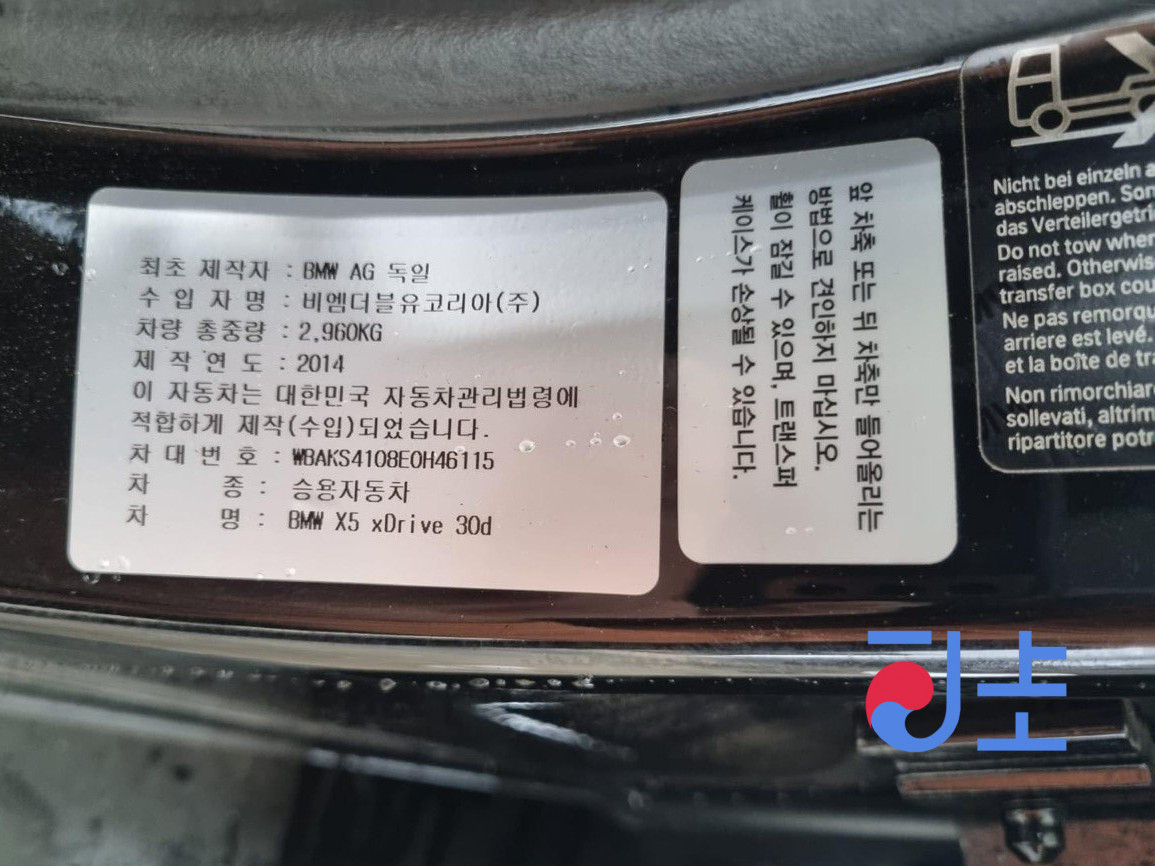 최초 제작자 : BMW AG 독일
수 입 자 명 : 비엠더블유코리아(주)
차량 총중량 : 2,960KG
제 작 연 도 : 2014
이 자동차는 대한민국 자동차관리법령에
적합하게 제작(수입)되었습니다.
차 대 번 호 : WBAKS4108E0H46115
차 종 : 승용자동차
차 명 : BMW X5 xDrive 30d
앞 차축 또는 뒤 차축만 들어올리는
방법으로 견인하지 마십시오.
휠이 잠길 수 있으며, 트랜스퍼
케이스가 손상될 수 있습니다.
Nicht bei einzeln a
abschleppen. Son
das Verteilergetri
Do not tow wher
raised. Otherwis
transfer box cou
Ne pas remorqu
arriere est levé.
et la boîte de tra
Non rimorchiar
sollevati, altrim
ripartitore potr